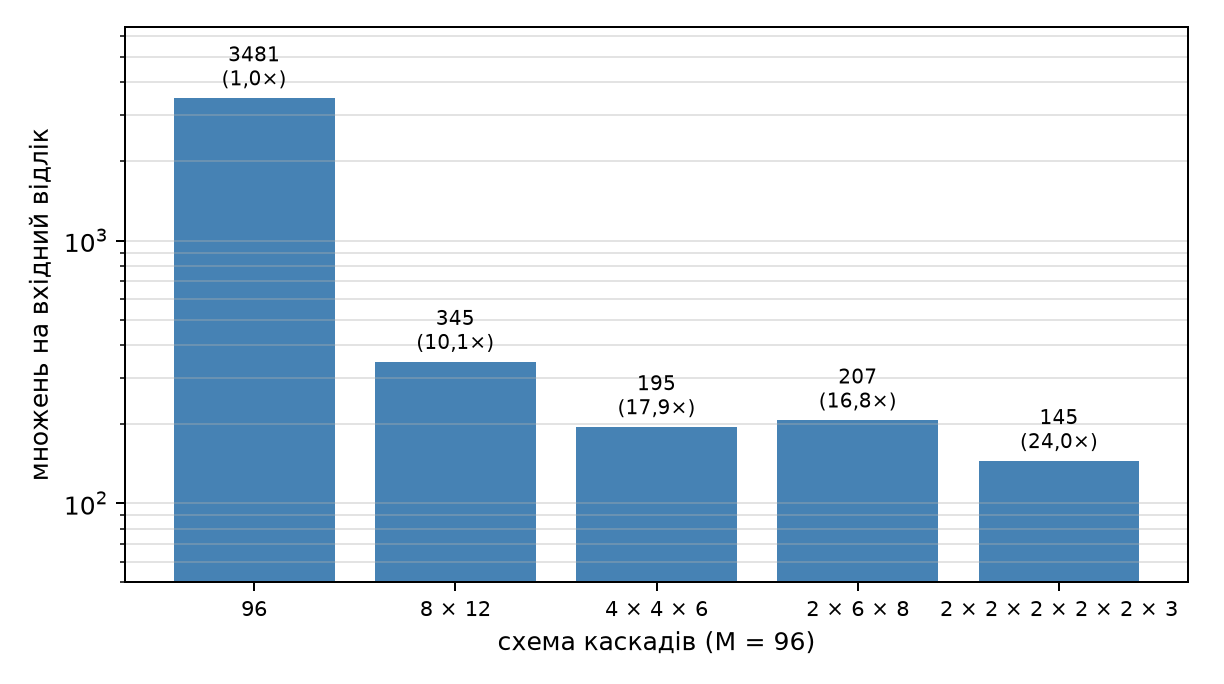 3481
(1,0×)
345
(10,1×)
195
(17,9×)
207
(16,8×)
145
(24,0×)
множень на вхідний відлік
10³
10²
96
8 × 12
4 × 4 × 6
2 × 6 × 8
2 × 2 × 2 × 2 × 2 × 3
схема каскадів (M = 96)